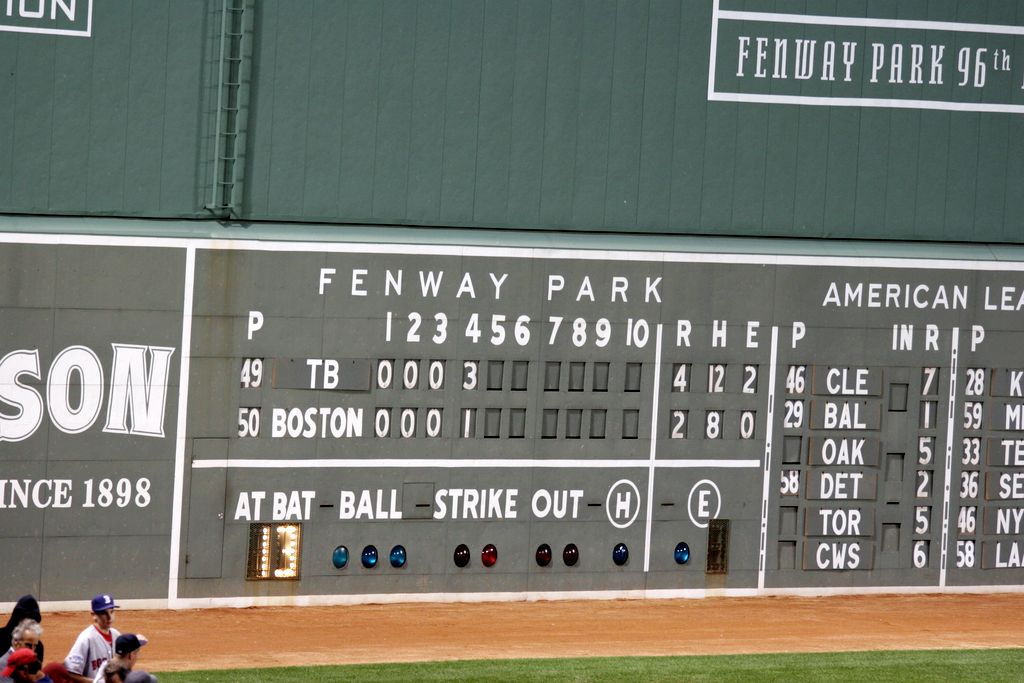 ION
FENWAY PARK 96th
FENWAY PARK
AMERICAN LEA
P 1 2 3 4 5 6 7 8 9 10 R H E P IN R P
49 TB 0 0 0 3 4 12 2 46 CLE 7 28 K
50 BOSTON 0 0 0 1 2 8 0 29 BAL 1 59 MI
OAK 5 33 TE
58 DET 2 36 SE
TOR 5 46 NY
CWS 6 58 LA
SON
INCE 1898
AT BAT BALL STRIKE OUT H E
B